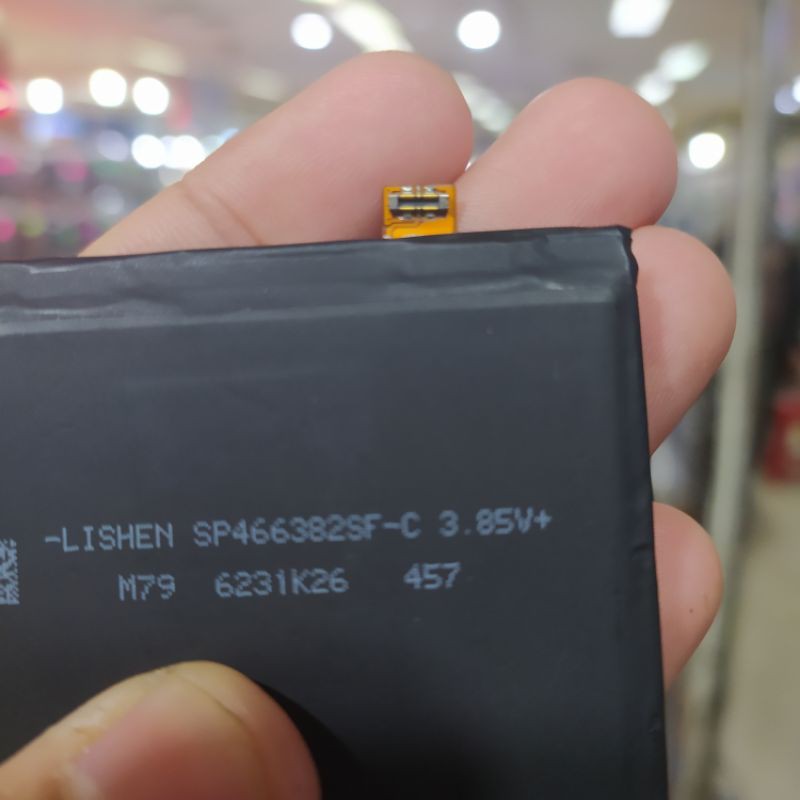 -LISHEN SP466382SF-C 3.85V+
M79 6231K26 457